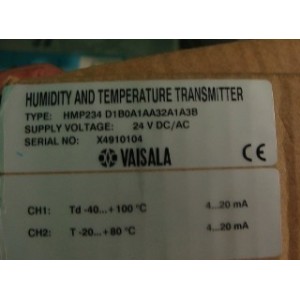 HUMIDITY AND TEMPERATURE TRANSMITTER
TYPE: HMP234 D1B0A1AA32A1A3B
SUPPLY VOLTAGE: 24 V DC/AC
SERIAL NO: X4910104
VAISALA CE
CH1: Td -40...+100 °C 4...20 mA
CH2: T -20...+80 °C 4...20 mA